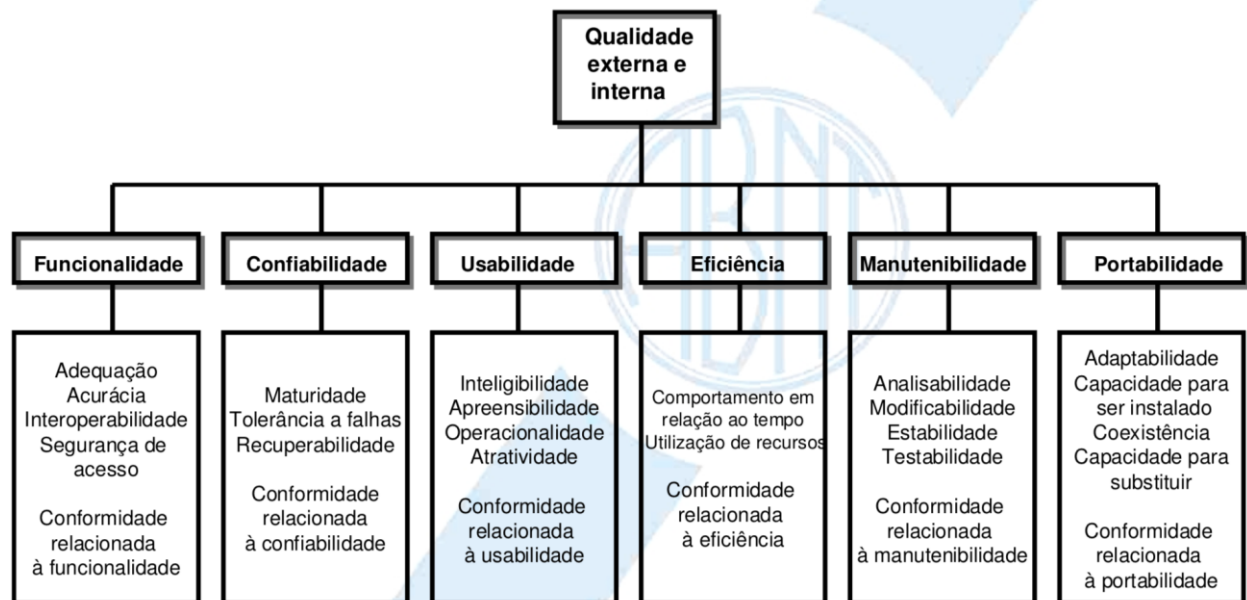 Qualidade
externa e
interna
ABNT
Funcionalidade
Confiabilidade
Usabilidade
Eficiência
Manutenibilidade
Portabilidade
Adequação
Acurácia
Interoperabilidade
Segurança de
acesso
Conformidade
relacionada
à funcionalidade
Maturidade
Tolerância a falhas
Recuperabilidade
Conformidade
relacionada
à confiabilidade
Inteligibilidade
Apreensibilidade
Operacionalidade
Atratividade
Conformidade
relacionada
à usabilidade
Comportamento em
relação ao tempo
Utilização de recursos
Conformidade
relacionada
à eficiência
Analisabilidade
Modificabilidade
Estabilidade
Testabilidade
Conformidade
relacionada
à manutenibilidade
Adaptabilidade
Capacidade para
ser instalado
Coexistência
Capacidade para
substituir
Conformidade
relacionada
à portabilidade